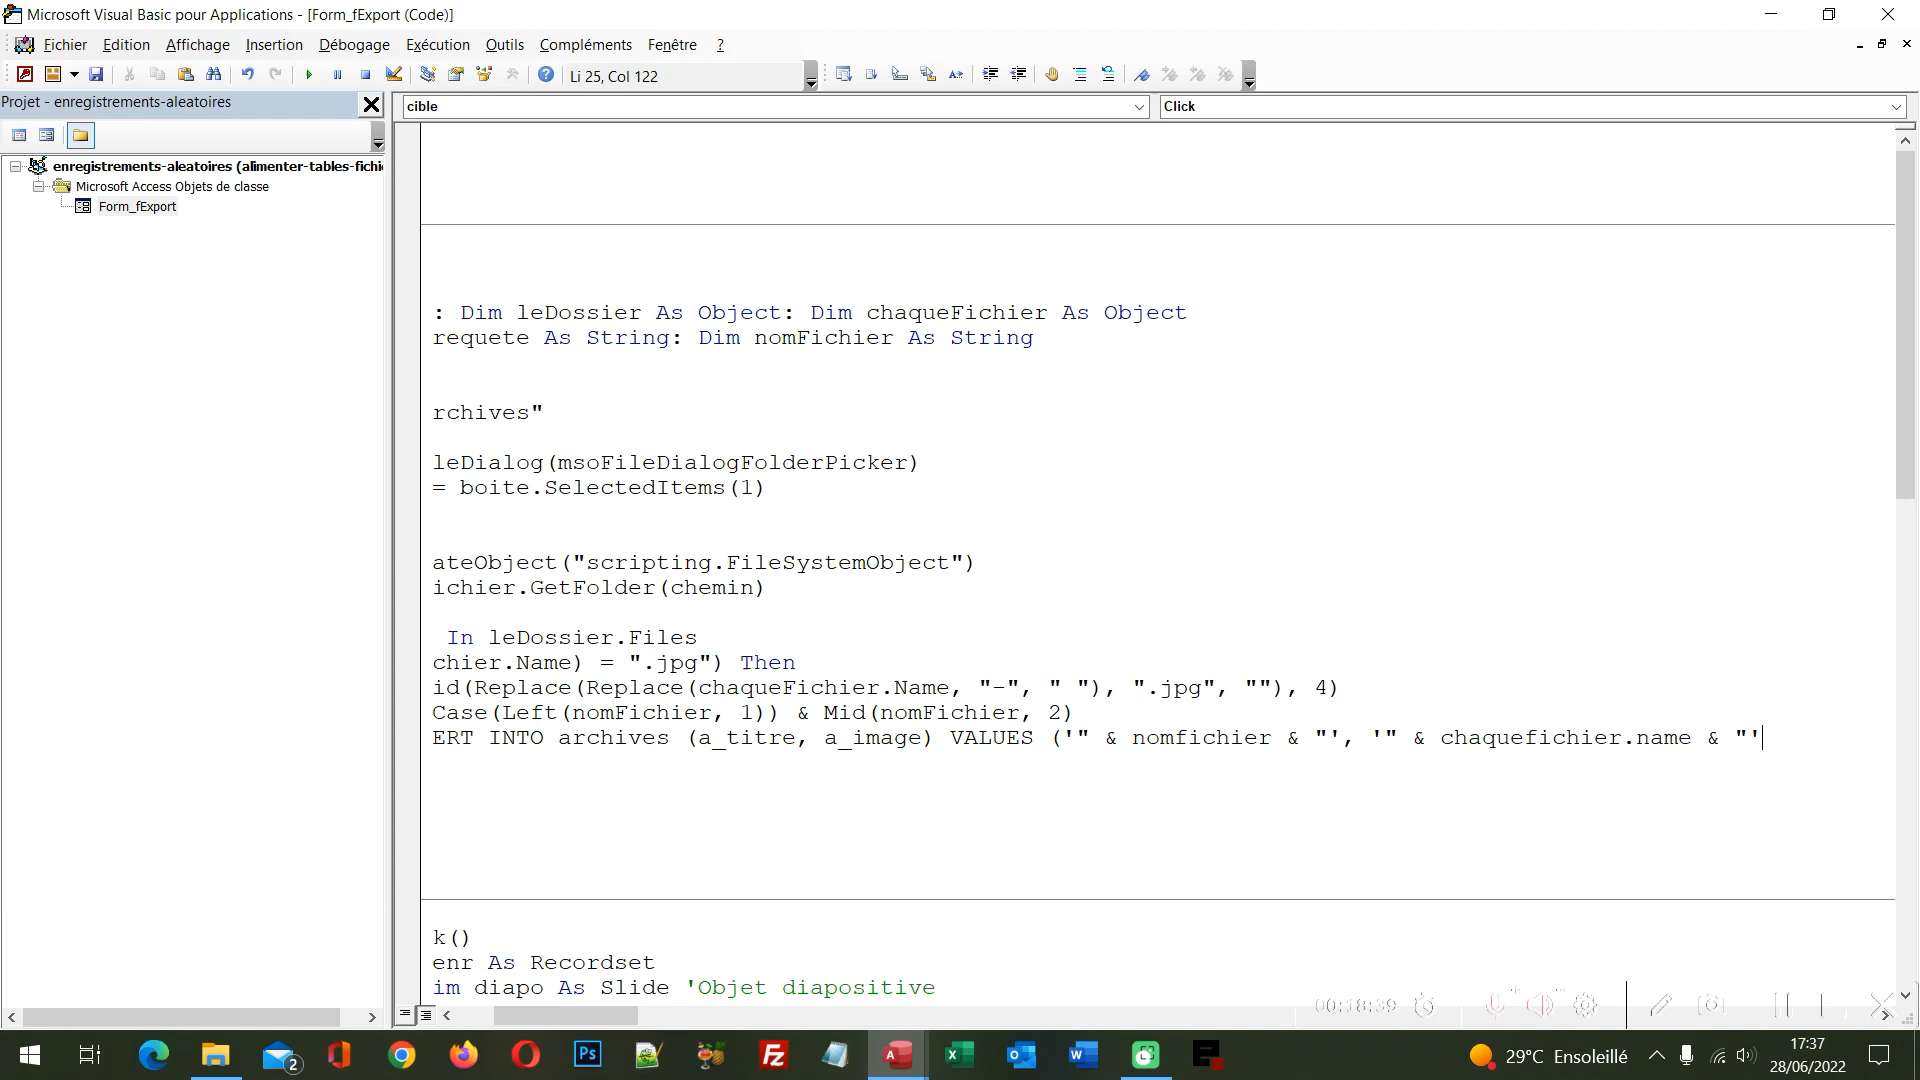 Microsoft Visual Basic pour Applications - [Form_fExport (Code)]
Fichier Edition Affichage Insertion Débogage Exécution Outils Compléments Fenêtre ?
Li 25, Col 122
Projet - enregistrements-aleatoires
cible
Click
enregistrements-aleatoires (alimenter-tables-fichi
Microsoft Access Objets de classe
Form_fExport
: Dim leDossier As Object: Dim chaqueFichier As Object
requete As String: Dim nomFichier As String
rchives"
leDialog(msoFileDialogFolderPicker)
= boite.SelectedItems(1)
ateObject("scripting.FileSystemObject")
ichier.GetFolder(chemin)
In leDossier.Files
chier.Name) = ".jpg") Then
id(Replace(Replace(chaqueFichier.Name, "-", " "), ".jpg", ""), 4)
Case(Left(nomFichier, 1)) & Mid(nomFichier, 2)
ERT INTO archives (a_titre, a_image) VALUES ('" & nomfichier & "', '" & chaquefichier.name & "'
k()
enr As Recordset
im diapo As Slide 'Objet diapositive
00:18:39
2
29°C Ensoleillé
17:37
28/06/2022